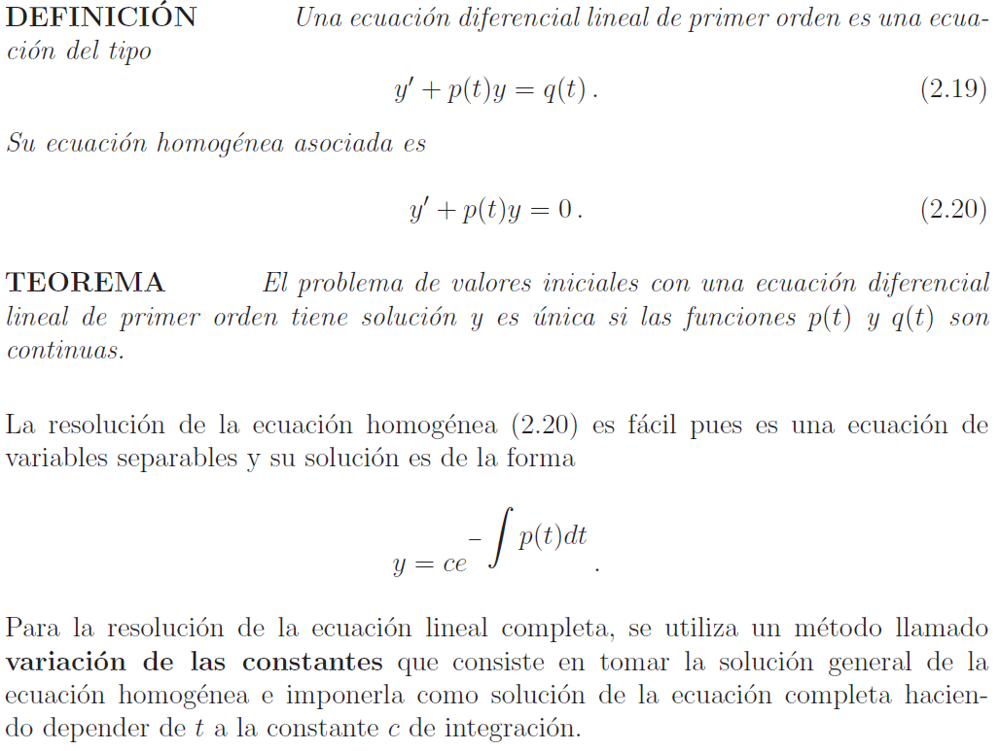 DEFINICIÓN Una ecuación diferencial lineal de primer orden es una ecua-
ción del tipo
y′ + p(t)y = q(t) . (2.19)
Su ecuación homogénea asociada es
y′ + p(t)y = 0 . (2.20)
TEOREMA El problema de valores iniciales con una ecuación diferencial
lineal de primer orden tiene solución y es única si las funciones p(t) y q(t) son
continuas.
La resolución de la ecuación homogénea (2.20) es fácil pues es una ecuación de
variables separables y su solución es de la forma
y = ce^{−∫ p(t)dt} .
Para la resolución de la ecuación lineal completa, se utiliza un método llamado
variación de las constantes que consiste en tomar la solución general de la
ecuación homogénea e imponerla como solución de la ecuación completa hacien-
do depender de t a la constante c de integración.